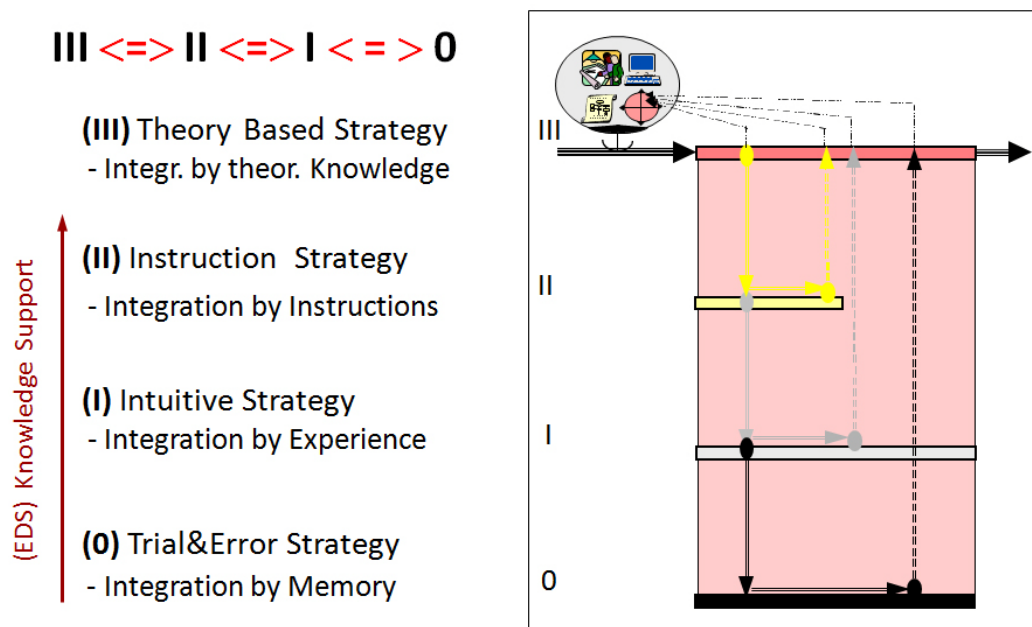 III <=> II <=> I < = > 0
(III) Theory Based Strategy
- Integr. by theor. Knowledge
(II) Instruction Strategy
- Integration by Instructions
(I) Intuitive Strategy
- Integration by Experience
(0) Trial&Error Strategy
- Integration by Memory
(EDS) Knowledge Support
III
II
I
0